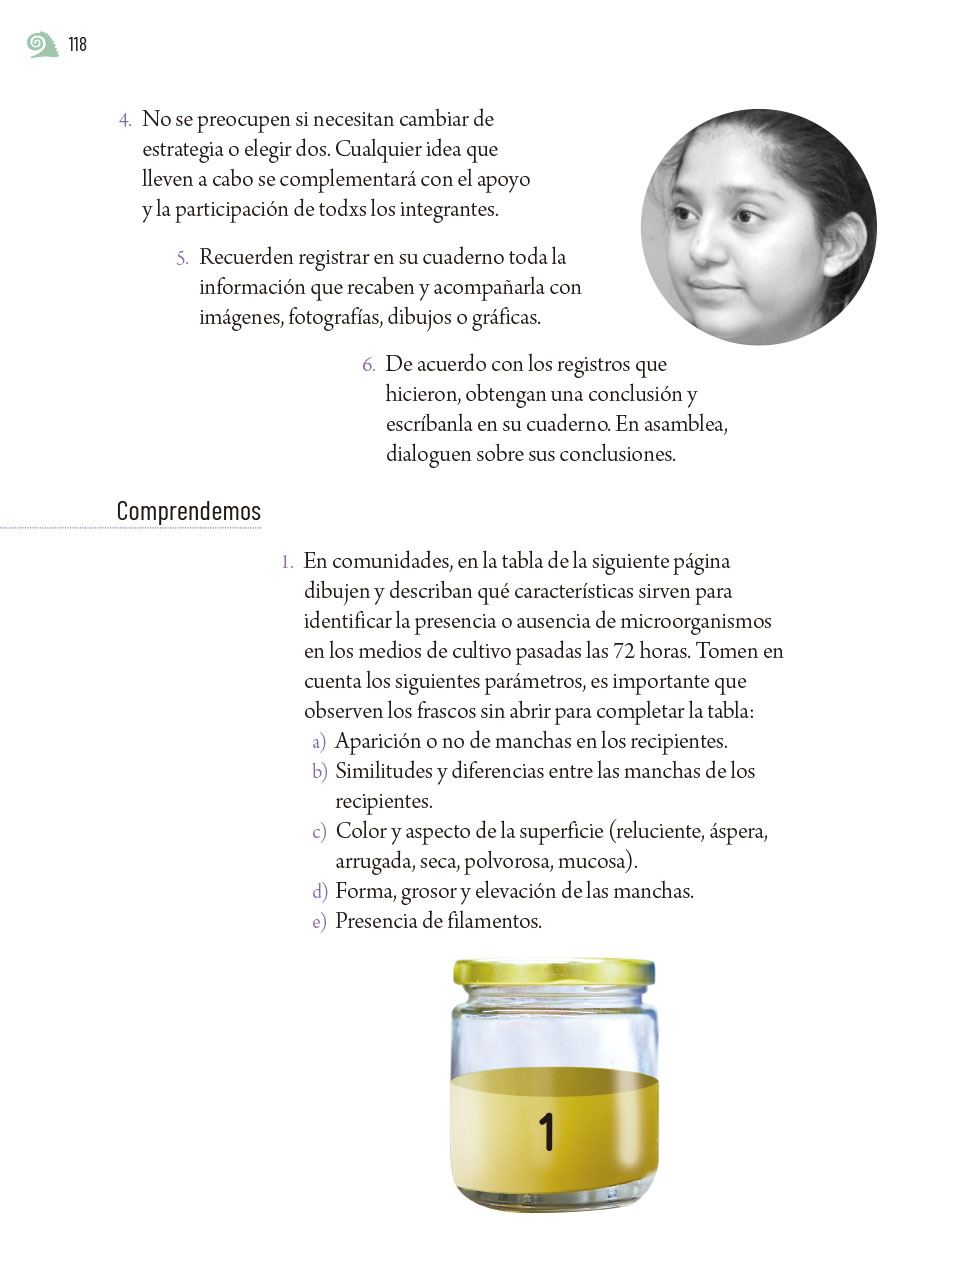 118
4. No se preocupen si necesitan cambiar de
estrategia o elegir dos. Cualquier idea que
lleven a cabo se complementará con el apoyo
y la participación de todxs los integrantes.
5. Recuerden registrar en su cuaderno toda la
información que recaben y acompañarla con
imágenes, fotografías, dibujos o gráficas.
6. De acuerdo con los registros que
hicieron, obtengan una conclusión y
escríbanla en su cuaderno. En asamblea,
dialoguen sobre sus conclusiones.
Comprendemos
1. En comunidades, en la tabla de la siguiente página
dibujen y describan qué características sirven para
identificar la presencia o ausencia de microorganismos
en los medios de cultivo pasadas las 72 horas. Tomen en
cuenta los siguientes parámetros, es importante que
observen los frascos sin abrir para completar la tabla:
a) Aparición o no de manchas en los recipientes.
b) Similitudes y diferencias entre las manchas de los
recipientes.
c) Color y aspecto de la superficie (reluciente, áspera,
arrugada, seca, polvorosa, mucosa).
d) Forma, grosor y elevación de las manchas.
e) Presencia de filamentos.
1